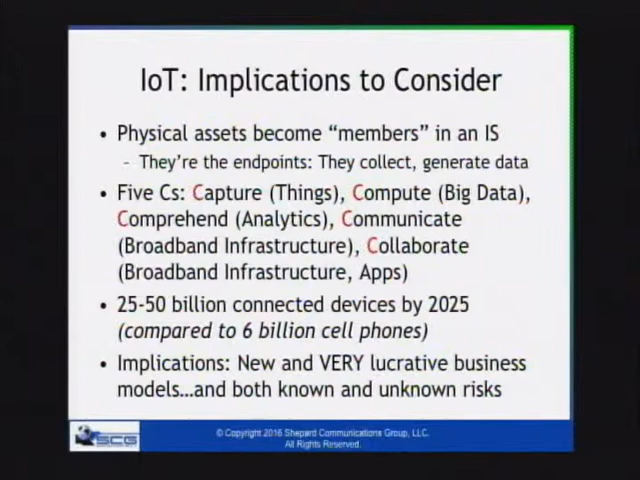 IoT: Implications to Consider
• Physical assets become “members” in an IS
– They’re the endpoints: They collect, generate data
• Five Cs: Capture (Things), Compute (Big Data),
Comprehend (Analytics), Communicate
(Broadband Infrastructure), Collaborate
(Broadband Infrastructure, Apps)
• 25-50 billion connected devices by 2025
(compared to 6 billion cell phones)
• Implications: New and VERY lucrative business
models…and both known and unknown risks
SCG
© Copyright 2016 Shepard Communications Group, LLC.
All Rights Reserved.